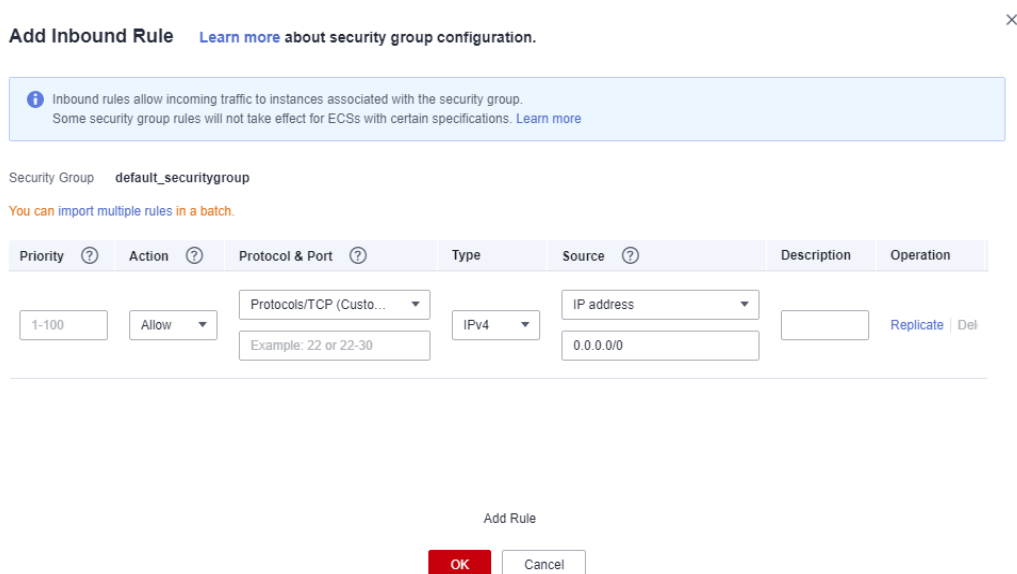 Add Inbound Rule Learn more about security group configuration.
Inbound rules allow incoming traffic to instances associated with the security group.
Some security group rules will not take effect for ECSs with certain specifications. Learn more
Security Group default_securitygroup
You can import multiple rules in a batch.
Priority ? Action ? Protocol & Port ? Type Source ? Description Operation
Protocols/TCP (Custo... IP address
1-100 Allow IPv4 Replicate Del
Example: 22 or 22-30 0.0.0.0/0
Add Rule
OK Cancel